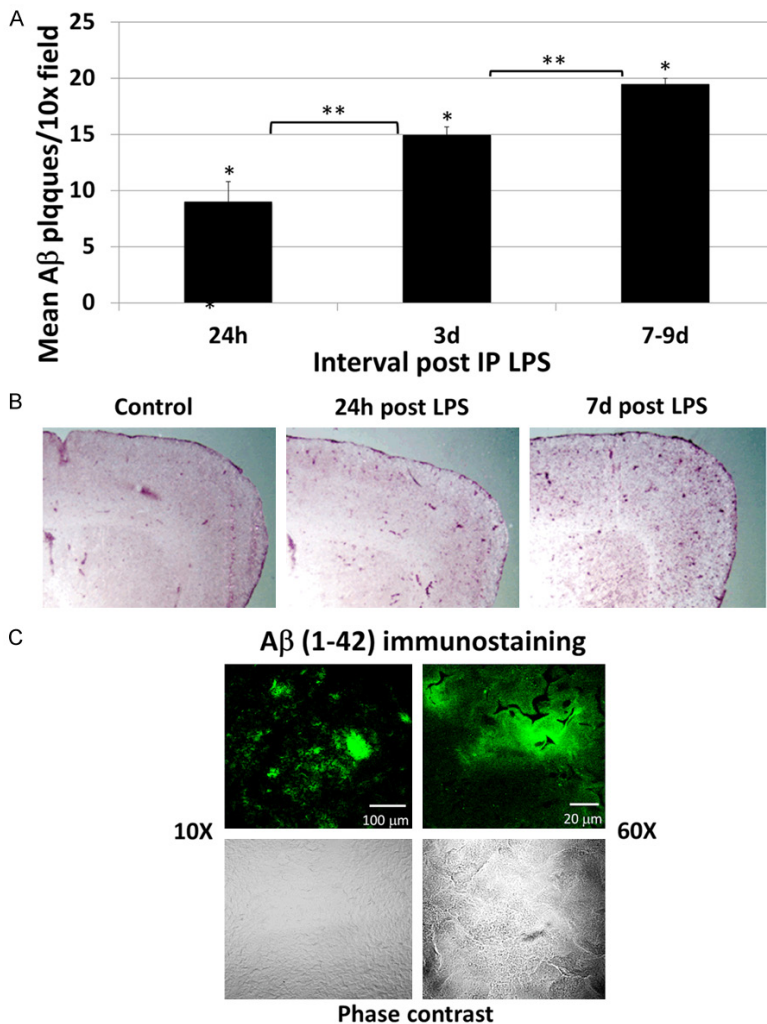 A
Mean Aβ plqques/10x field
25
20
15
10
5
0
*
**
*
**
*
*
24h 3d 7-9d
Interval post IP LPS
B
Control 24h post LPS 7d post LPS
C
Aβ (1-42) immunostaining
100 µm 20 µm
10X 60X
Phase contrast